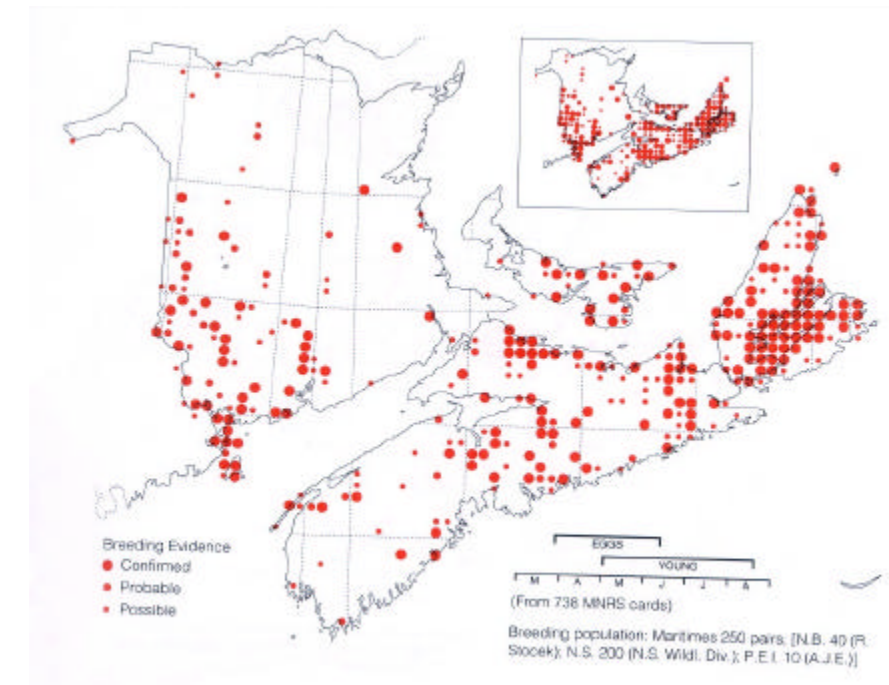 Breeding Evidence
Confirmed
Probable
Possible
EGGS
YOUNG
M A M J J A
(From 738 MNRS cards)
Breeding population: Maritimes 250 pairs; [N.B. 40 (R.
Stocek); N.S. 200 (N.S. Wildl. Div.); P.E.I. 10 (A.J.E.)]